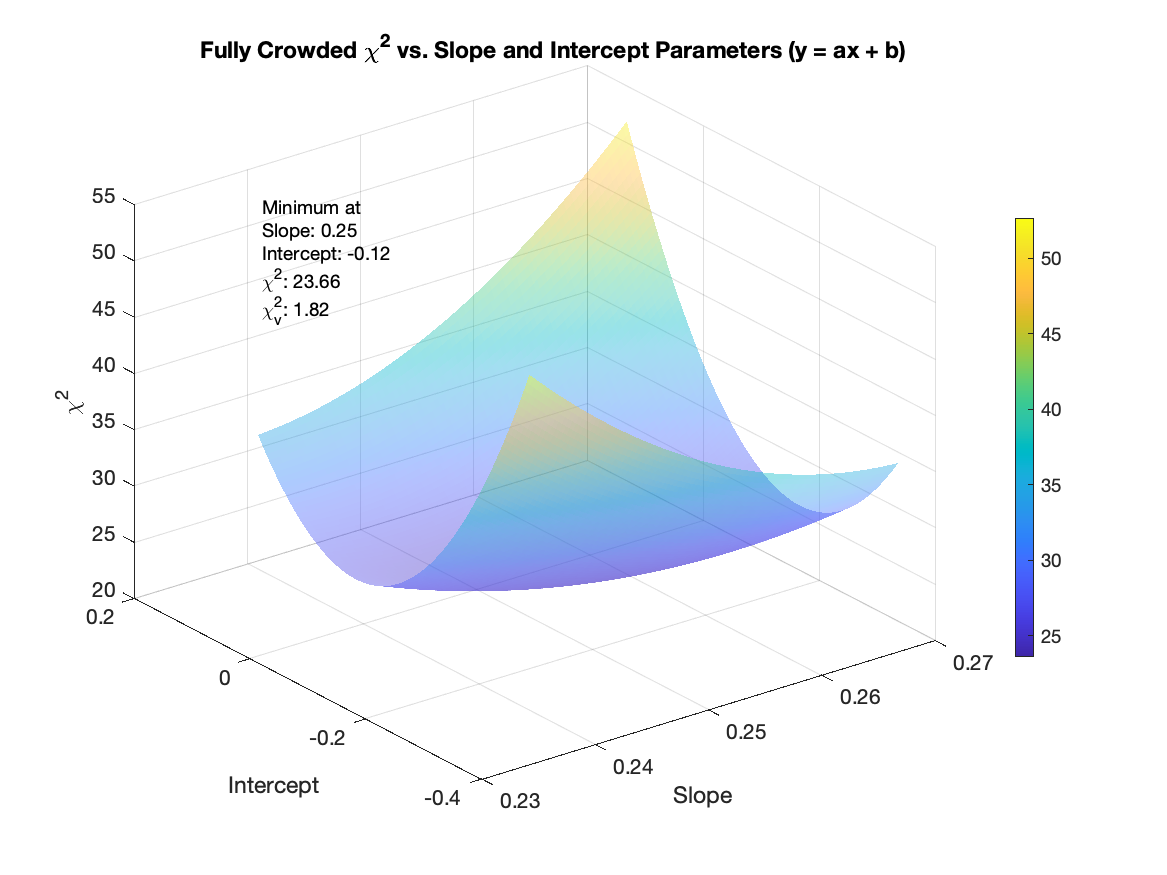 Fully Crowded χ² vs. Slope and Intercept Parameters (y = ax + b)
Minimum at
Slope: 0.25
Intercept: -0.12
χ²: 23.66
χ²ᵥ: 1.82
55
50
45
40
35
30
25
20
χ²
0.2
0
-0.2
-0.4
Intercept
0.23
0.24
0.25
0.26
0.27
Slope
50
45
40
35
30
25